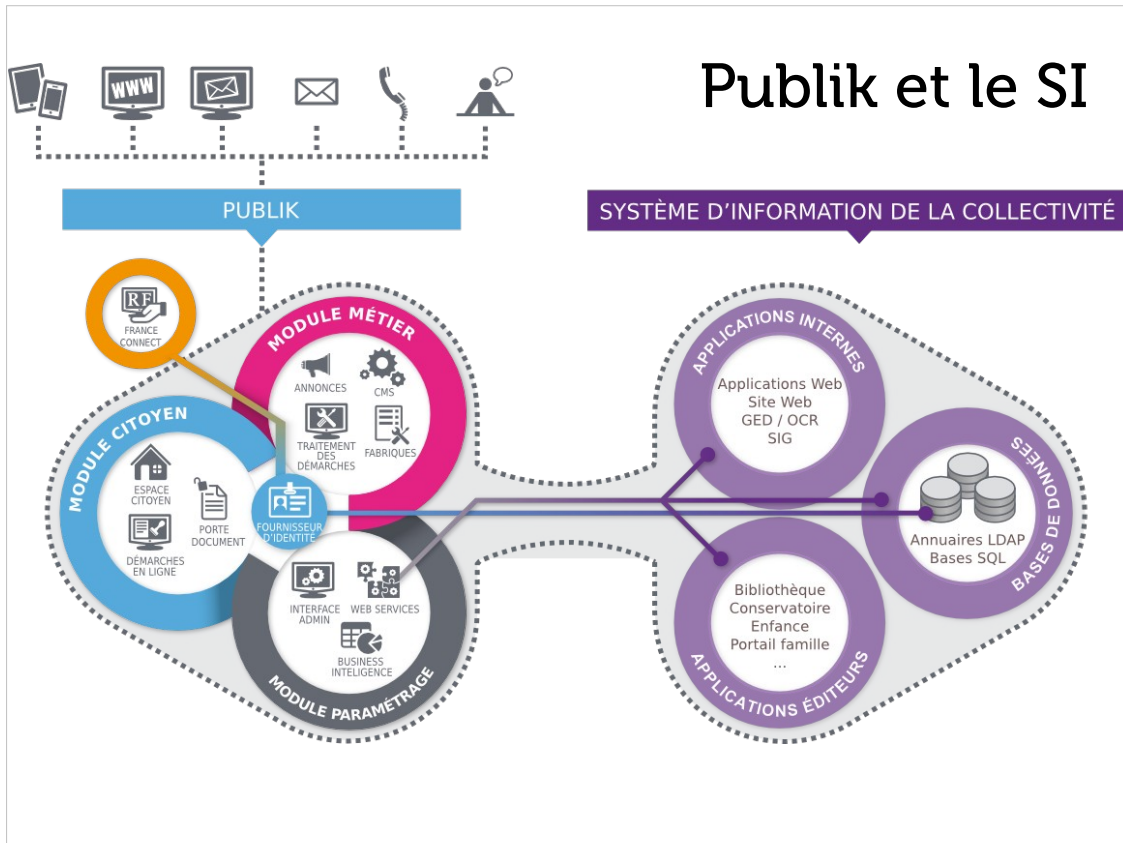 Publik et le SI
WWW
PUBLIK
SYSTÈME D’INFORMATION DE LA COLLECTIVITÉ
RF
FRANCE
CONNECT
MODULE MÉTIER
ANNONCES
CMS
TRAITEMENT
DES
DÉMARCHES
FABRIQUES
MODULE CITOYEN
ESPACE
CITOYEN
PORTE
DOCUMENT
DÉMARCHES
EN LIGNE
FOURNISSEUR
D’IDENTITÉ
INTERFACE
ADMIN
WEB SERVICES
BUSINESS
INTELIGENCE
MODULE PARAMÉTRAGE
APPLICATIONS INTERNES
Applications Web
Site Web
GED / OCR
SIG
BASES DE DONNÉES
Annuaires LDAP
Bases SQL
Bibliothèque
Conservatoire
Enfance
Portail famille
...
APPLICATIONS ÉDITEURS